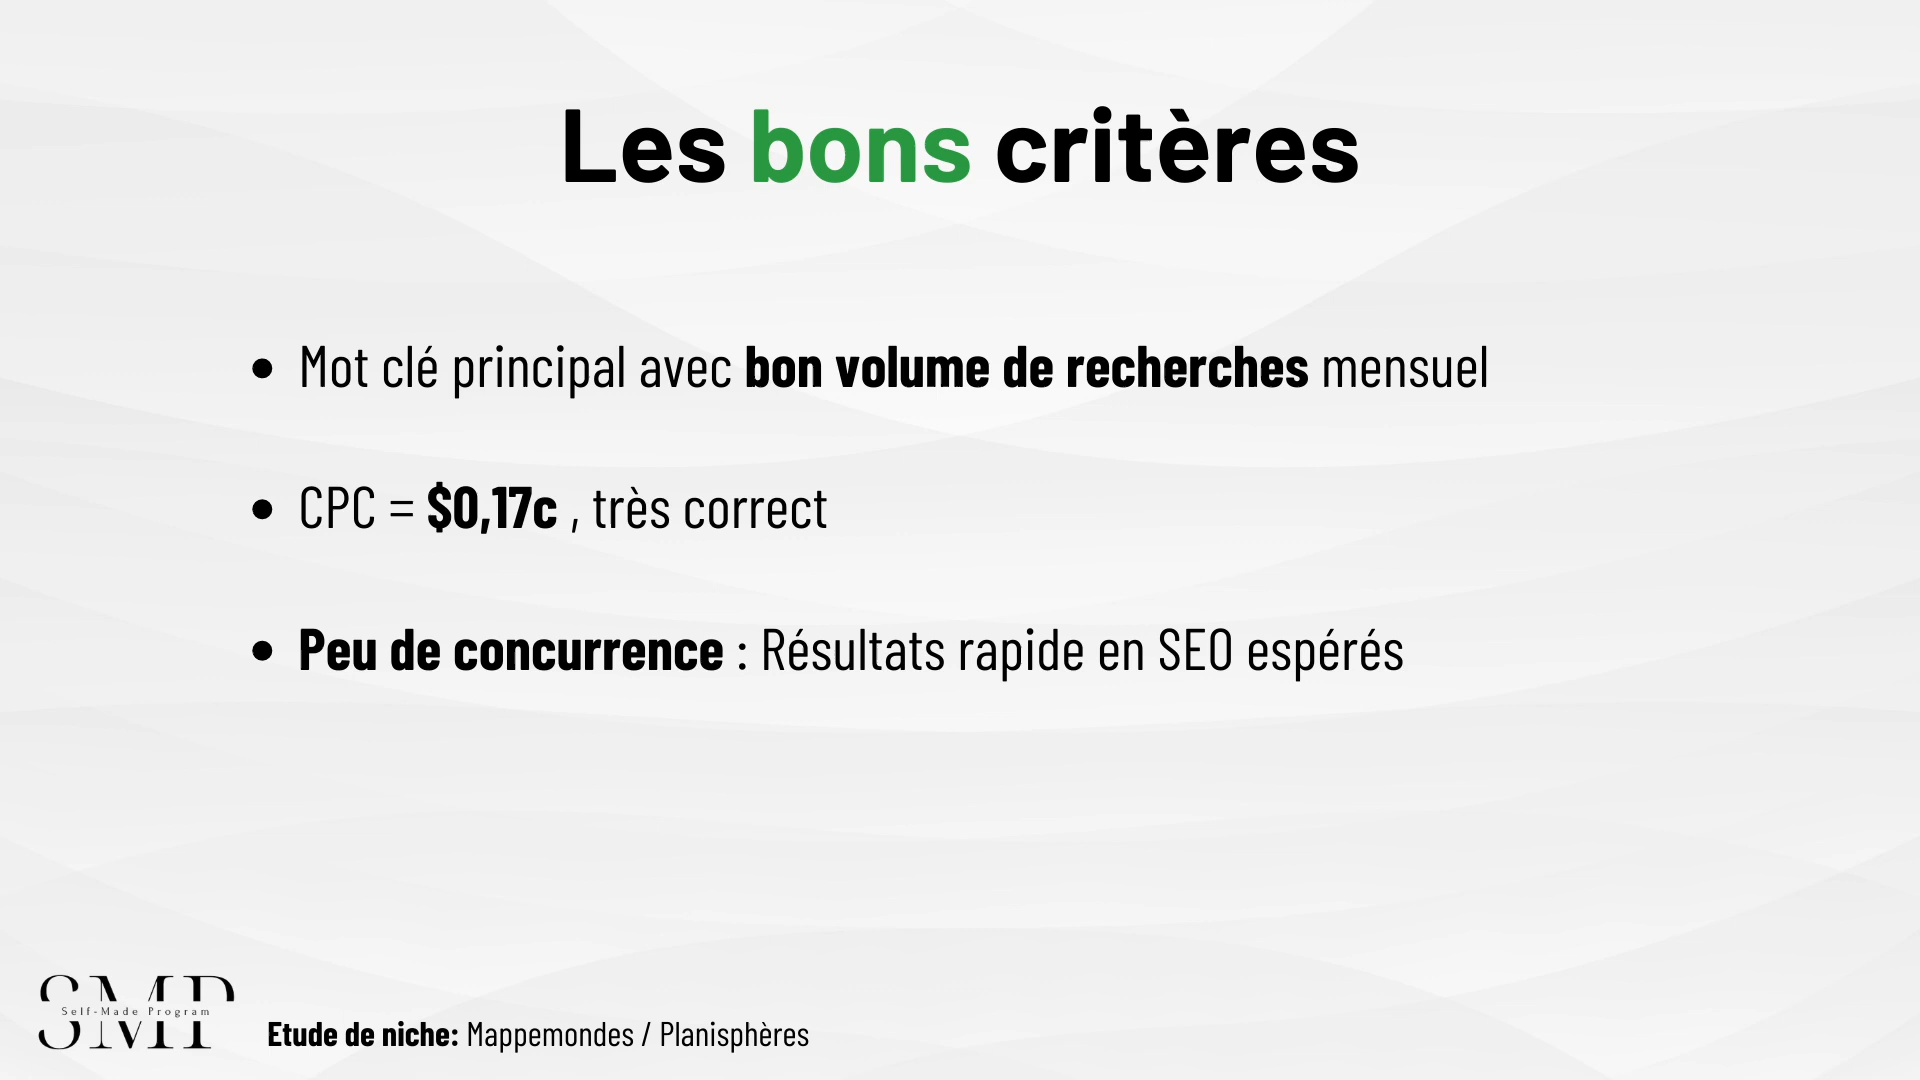 Les bons critères
Mot clé principal avec bon volume de recherches mensuel
CPC = $0,17c , très correct
Peu de concurrence : Résultats rapide en SEO espérés
SMP
Self-Made Program
Etude de niche: Mappemondes / Planisphères